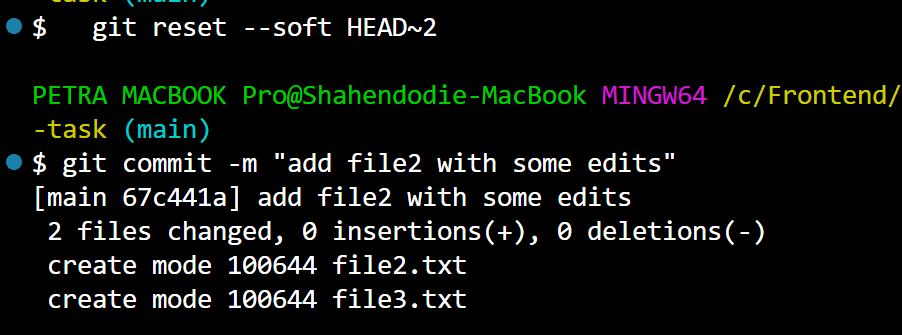 -task (main)
$ git reset --soft HEAD~2
PETRA MACBOOK Pro@Shahendodie-MacBook MINGW64 /c/Frontend/
-task (main)
$ git commit -m "add file2 with some edits"
[main 67c441a] add file2 with some edits
2 files changed, 0 insertions(+), 0 deletions(-)
create mode 100644 file2.txt
create mode 100644 file3.txt